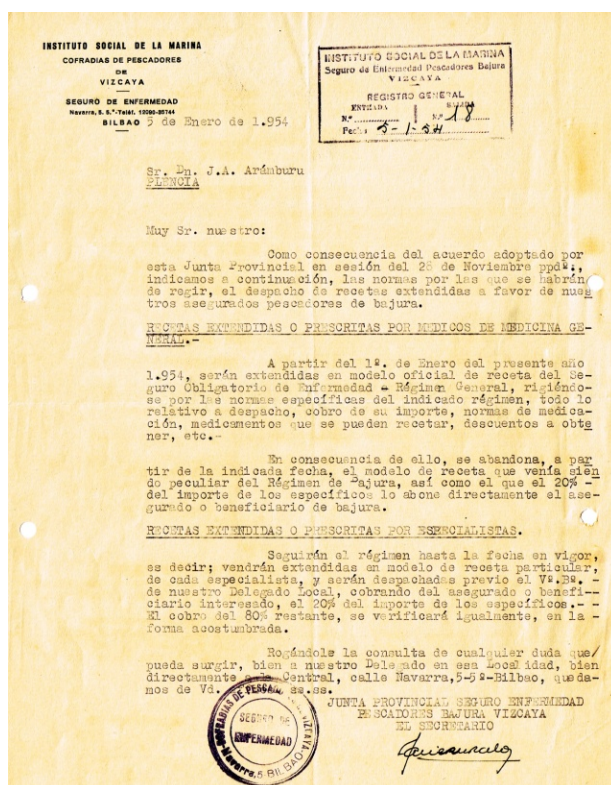 INSTITUTO SOCIAL DE LA MARINA
COFRADIAS DE PESCADORES
DE
VIZCAYA
SEGURO DE ENFERMEDAD
Navarra, 5. 5.º-Teléf. 12090-25744
BILBAO 5 de Enero de 1.954
INSTITUTO SOCIAL DE LA MARINA
Seguro de Enfermedad Pescadores Bajura
VIZCAYA
REGISTRO GENERAL
ENTRADA SALIDA
N.º N.º 18
Fecha 5-1-54
Sr. Dn. J.A. Arámburu
PLENCIA
Muy Sr. nuestro:
Como consecuencia del acuerdo adoptado por
esta Junta Provincial en sesión del 28 de Noviembre ppdº.,
indicamos a continuación, las normas por las que se habrán
de regir, el despacho de recetas extendidas a favor de nues
tros asegurados pescadores de bajura.
RECETAS EXTENDIDAS O PRESCRITAS POR MEDICOS DE MEDICINA GE-
NERAL.-
A partir del 1º. de Enero del presente año
1.954, serán extendidas en modelo oficial de receta del Se-
guro Obligatorio de Enfermedad - Régimen General, rigiéndo-
se por las normas específicas del indicado régimen, todo lo
relativo a despacho, cobro de su importe, normas de medica-
ción, medicamentos que se pueden recetar, descuentos a obte
ner, etc.-
En consecuencia de ello, se abandona, a par
tir de la indicada fecha, el modelo de receta que venía sien
do peculiar del Régimen de Bajura, así como el que el 20% -
del importe de los específicos lo abone directamente el ase-
gurado o beneficiario de bajura.
RECETAS EXTENDIDAS O PRESCRITAS POR ESPECIALISTAS.
Seguirán el régimen hasta la fecha en vigor,
es decir; vendrán extendidas en modelo de receta particular,
de cada especialista, y serán despachadas previo el Vº.Bº. -
de nuestro Delegado Local, cobrando del asegurado o benefi--
ciario interesado, el 20% del importe de los específicos.- -
El cobro del 80% restante, se verificará igualmente, en la -
forma acostumbrada.
Rogándole la consulta de cualquier duda que/
pueda surgir, bien a nuestro Delegado en esa Localidad, bien
directamente a la Central, calle Navarra,5-5º-Bilbao, queda-
mos de Vd. as.ss.
JUNTA PROVINCIAL SEGURO ENFERMEDAD
PESCADORES BAJURA VIZCAYA
EL SECRETARIO
COFRADIAS DE PESCADORES VIZCAYA
SEGURO DE
ENFERMEDAD
Navarra, 5 BILBAO